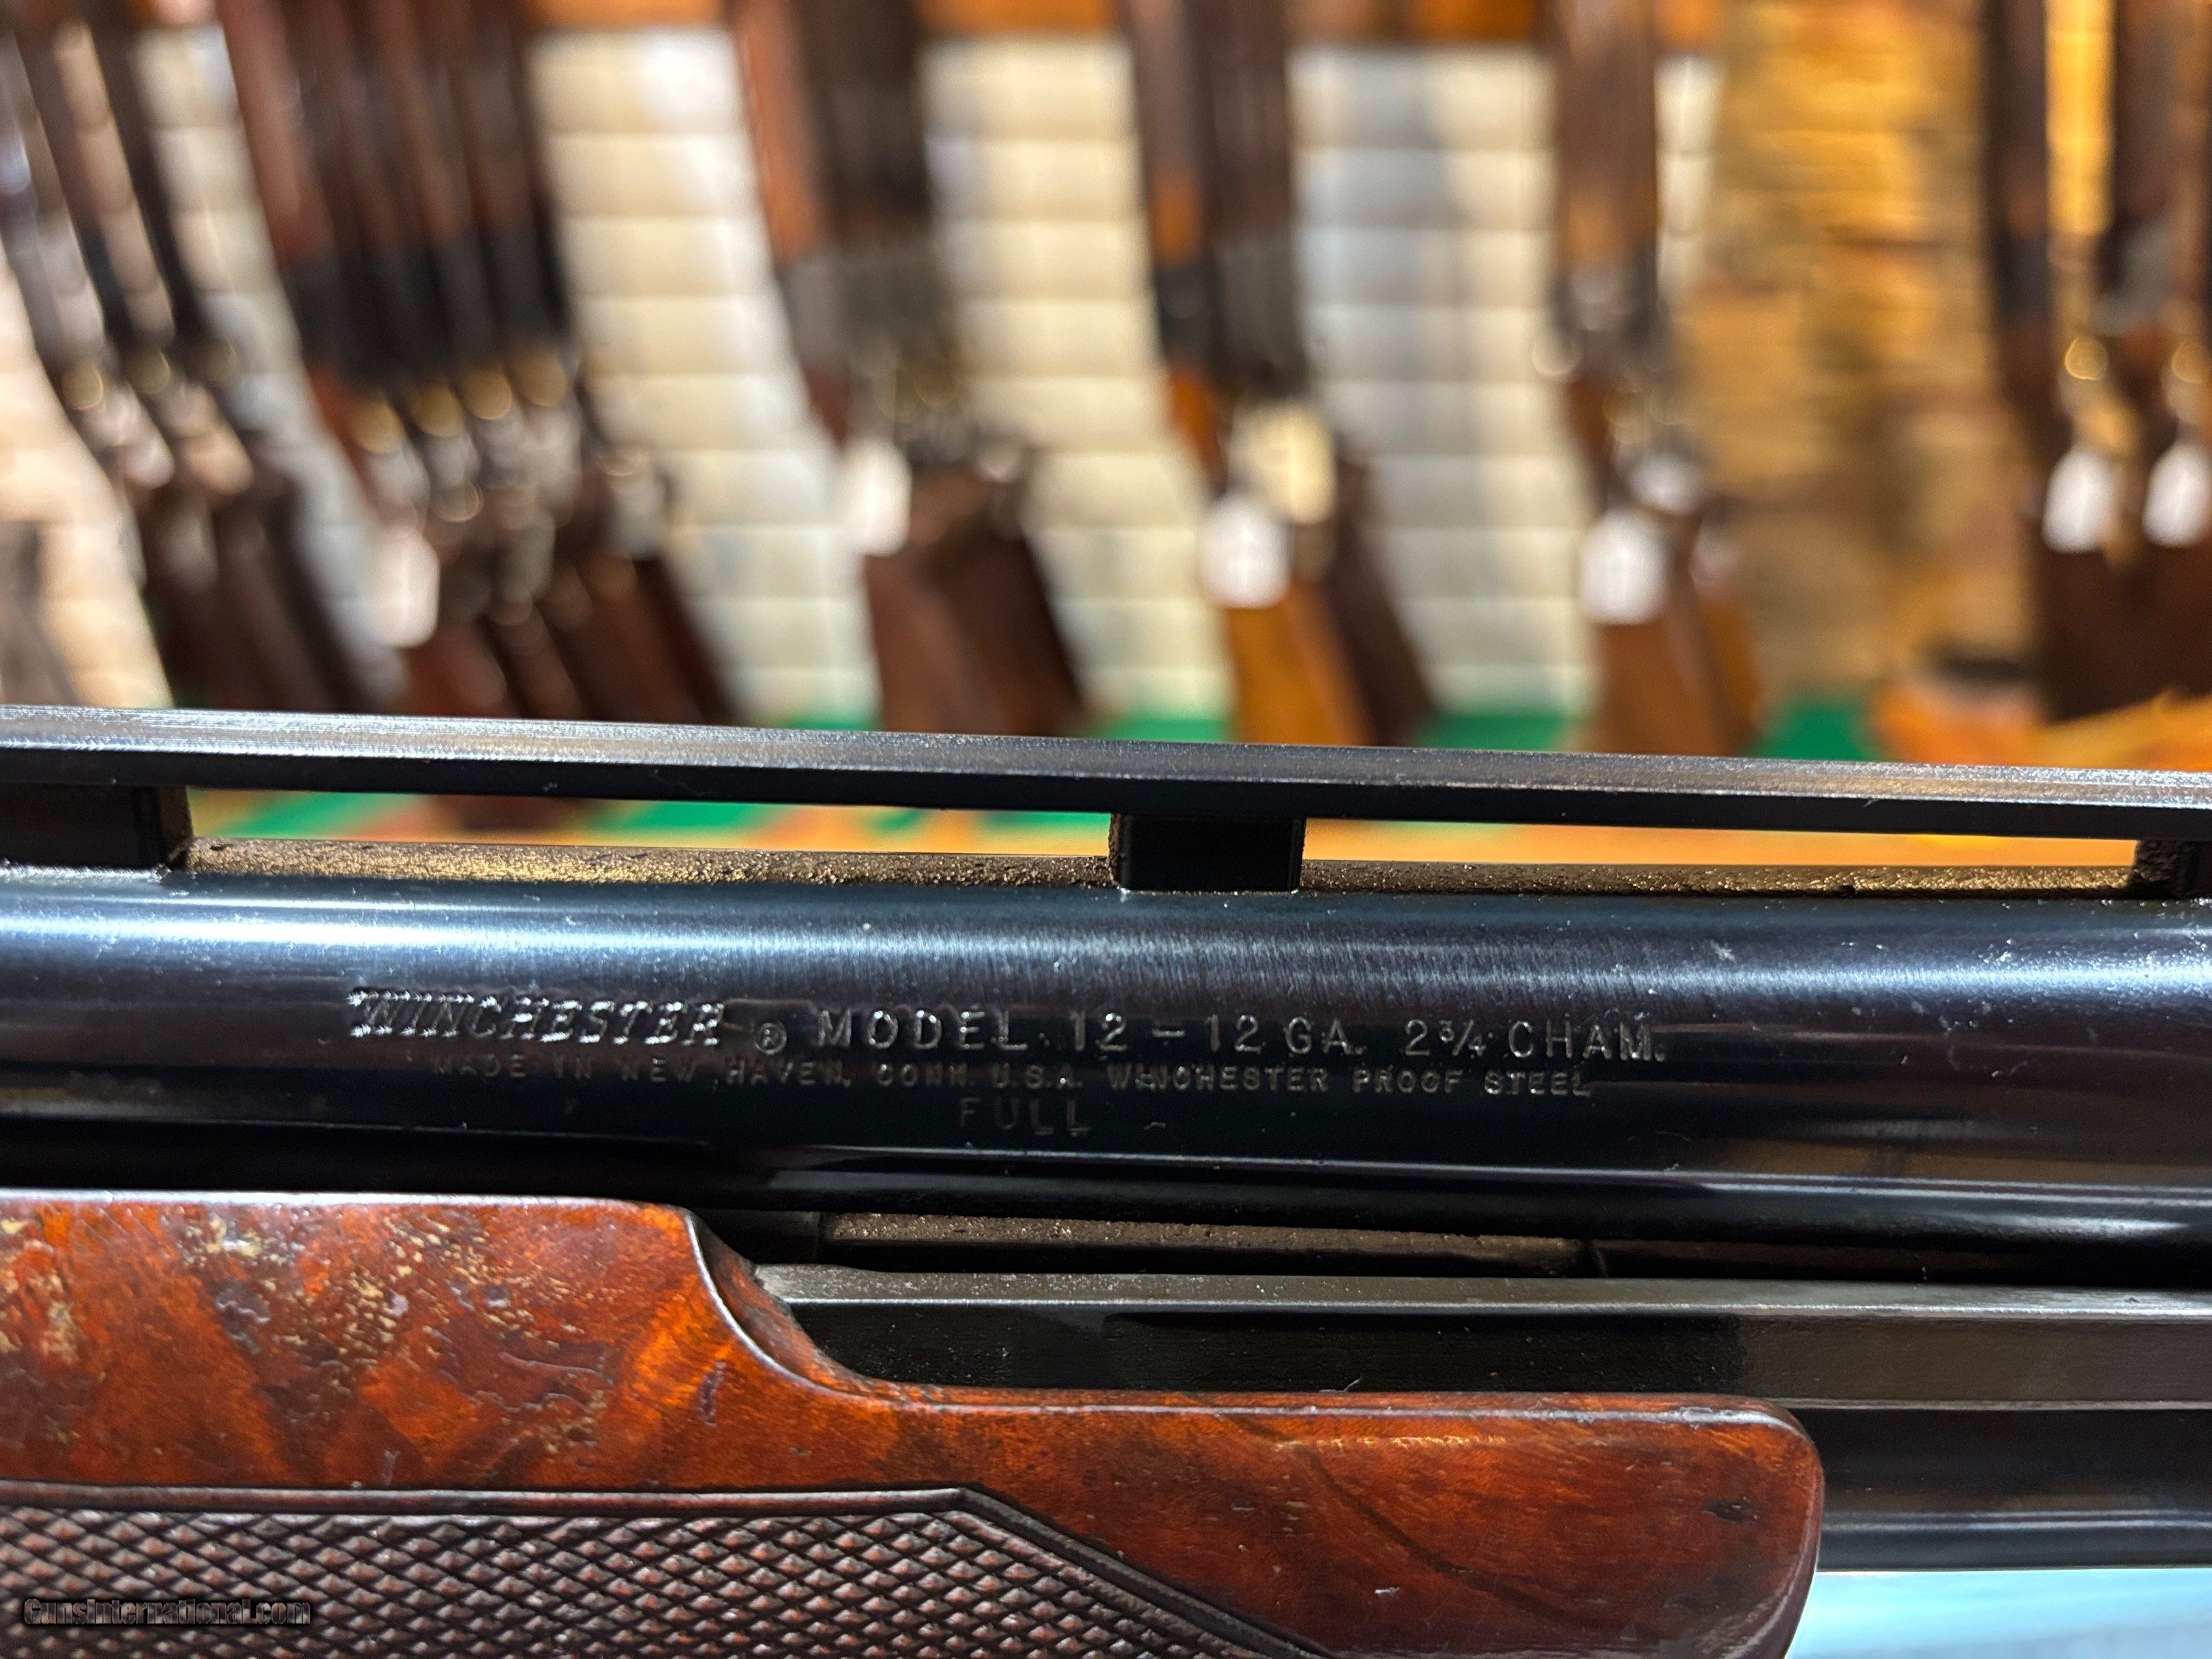 WINCHESTER ® MODEL 12 – 12 GA. 2¾ CHAM.
MADE IN NEW HAVEN, CONN. U.S.A. WINCHESTER PROOF STEEL
FULL
GunsInternational.com